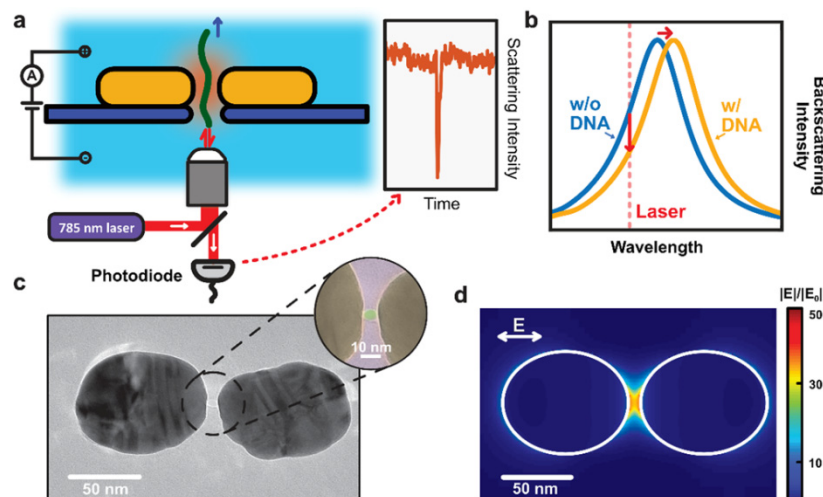 a
A
785 nm laser
Photodiode
Scattering Intensity
Time
b
w/o
DNA
w/
DNA
Laser
Wavelength
Backscattering
Intensity
c
10 nm
50 nm
d
E
|E|/|E₀|
50
30
10
50 nm